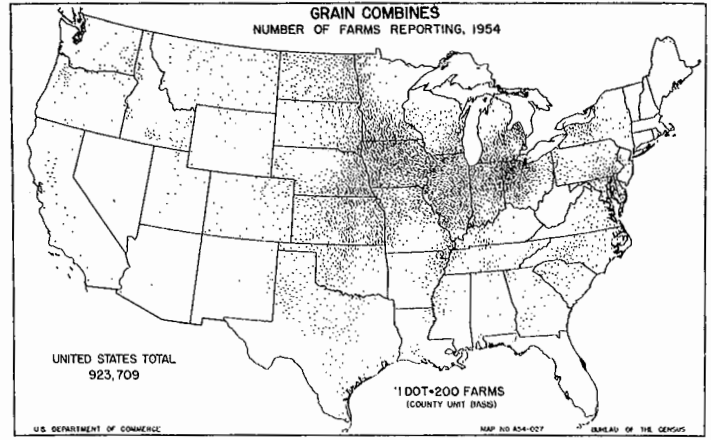 GRAIN COMBINES
NUMBER OF FARMS REPORTING, 1954
UNITED STATES TOTAL
923,709
1 DOT=200 FARMS
(COUNTY UNIT BASIS)
U.S. DEPARTMENT OF COMMERCE
MAP NO A54-027
BUREAU OF THE CENSUS